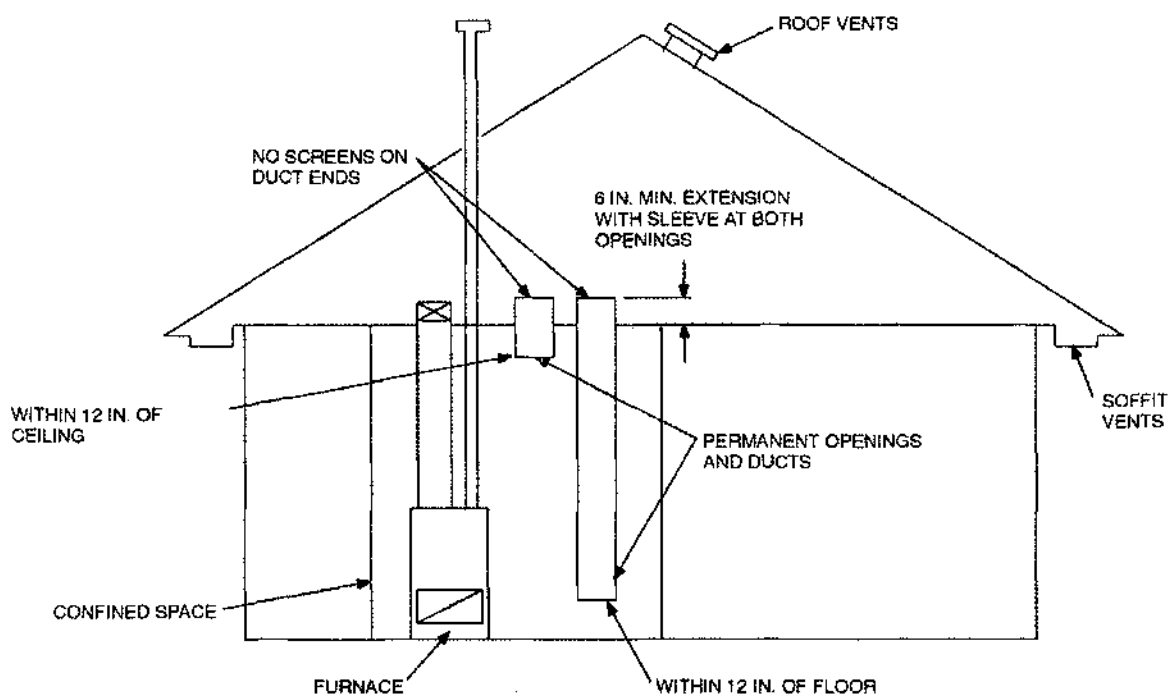 ROOF VENTS
NO SCREENS ON
DUCT ENDS
6 IN. MIN. EXTENSION
WITH SLEEVE AT BOTH
OPENINGS
WITHIN 12 IN. OF
CEILING
SOFFIT
VENTS
PERMANENT OPENINGS
AND DUCTS
CONFINED SPACE
FURNACE
WITHIN 12 IN. OF FLOOR